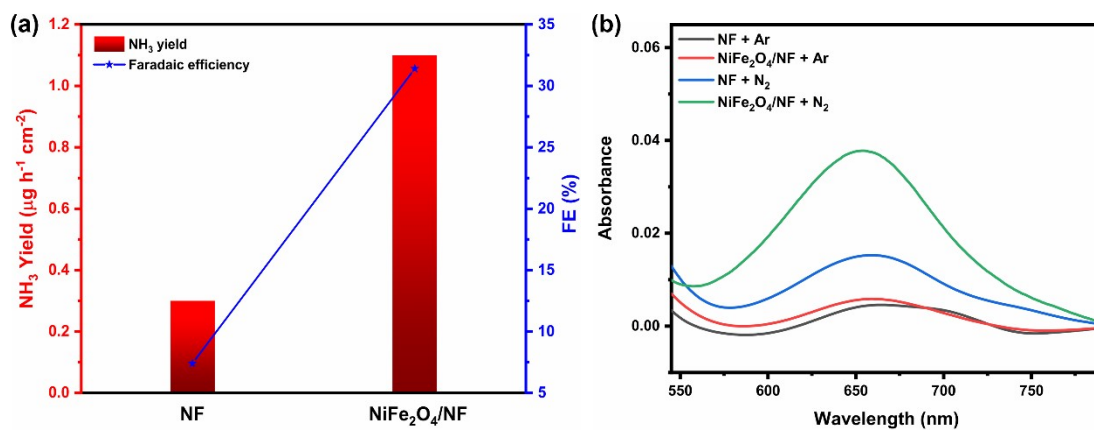 (a)
NH₃ yield
Faradaic efficiency
NH₃ Yield (μg h⁻¹ cm⁻²)
1.2
1.0
0.8
0.6
0.4
0.2
0.0
35
30
25
20
15
10
5
FE (%)
NF
NiFe₂O₄/NF
(b)
NF + Ar
NiFe₂O₄/NF + Ar
NF + N₂
NiFe₂O₄/NF + N₂
Absorbance
0.06
0.04
0.02
0.00
550 600 650 700 750
Wavelength (nm)